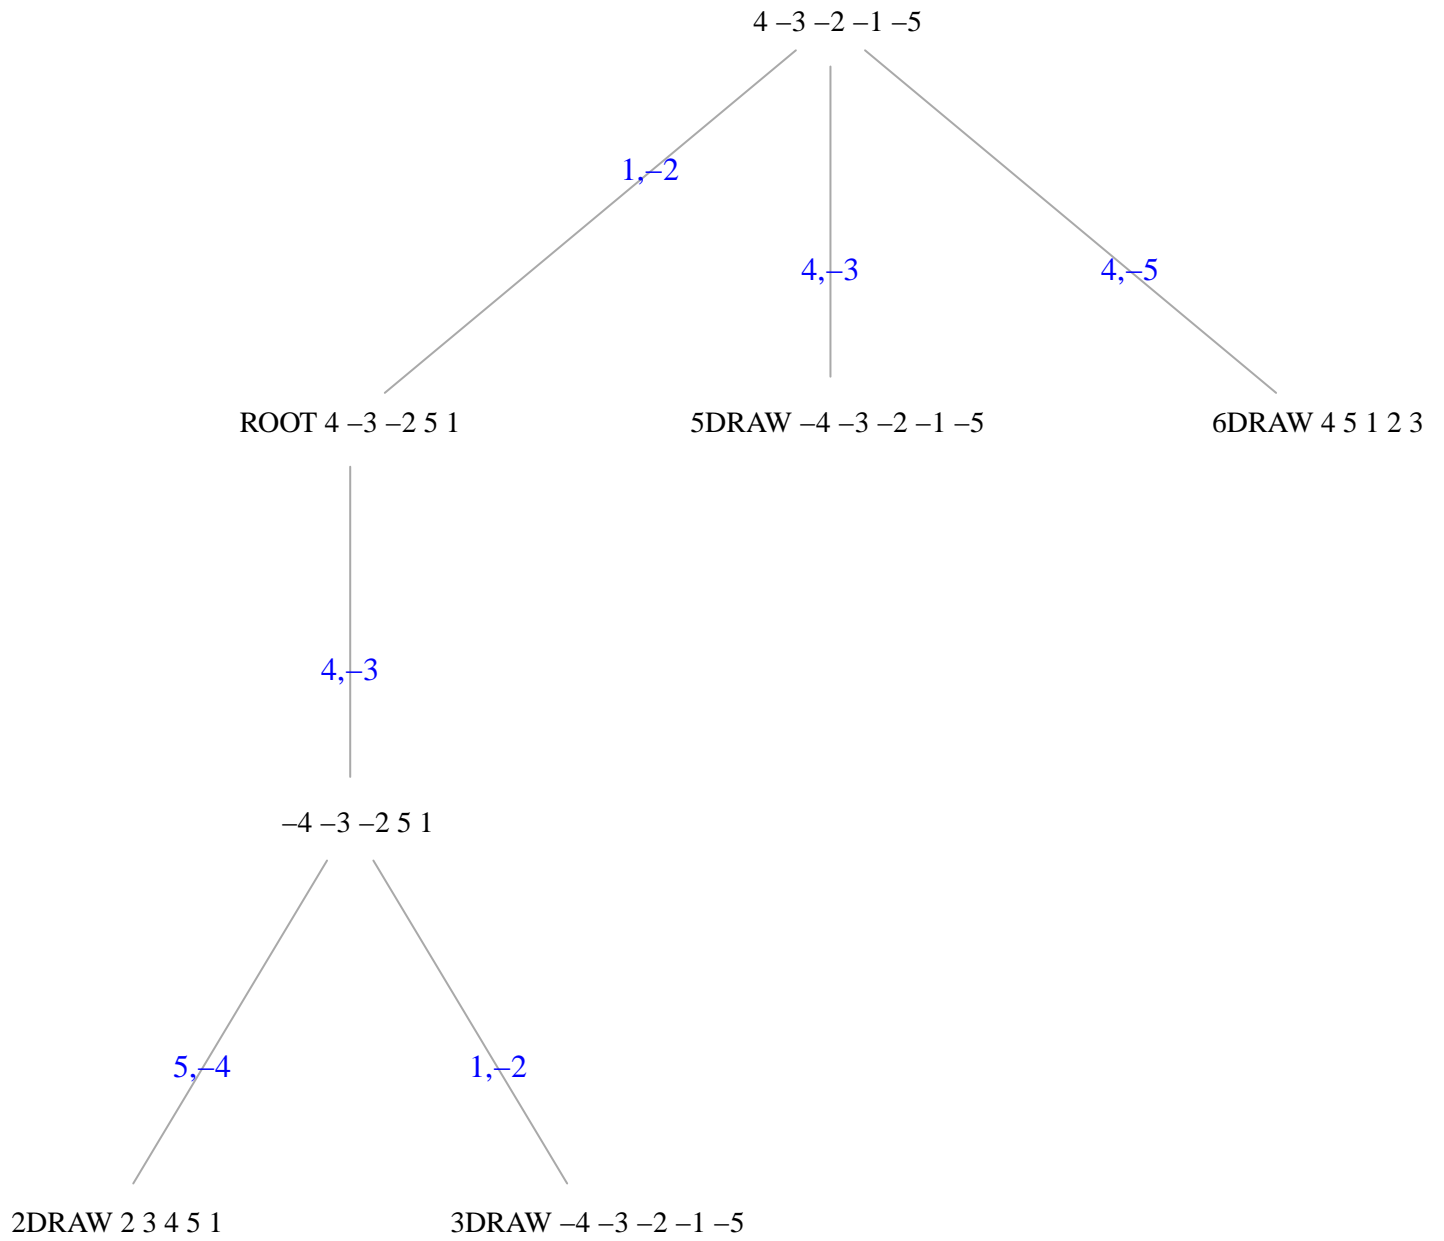 4 –3 –2 –1 –5
1,–2
4,–3
4,–5
ROOT 4 –3 –2 5 1
5DRAW –4 –3 –2 –1 –5
6DRAW 4 5 1 2 3
4,–3
–4 –3 –2 5 1
5,–4
1,–2
2DRAW 2 3 4 5 1
3DRAW –4 –3 –2 –1 –5